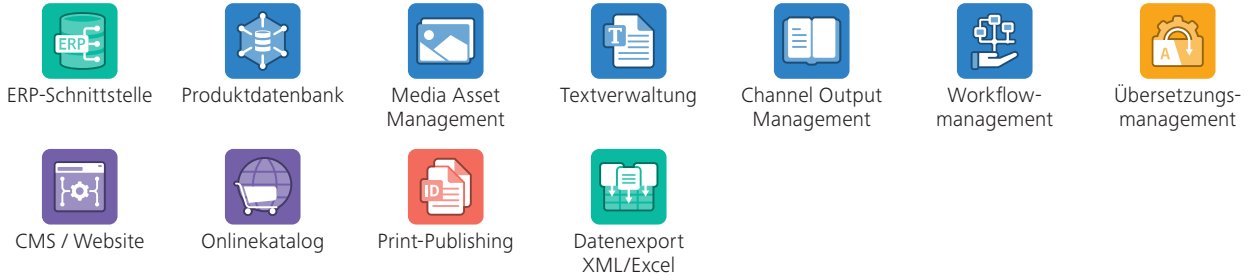 ERP
T
A
ERP-Schnittstelle
Produktdatenbank
Media Asset
Management
Textverwaltung
Channel Output
Management
Workflow-
management
Übersetzungs-
management
ID
CMS / Website
Onlinekatalog
Print-Publishing
Datenexport
XML/Excel